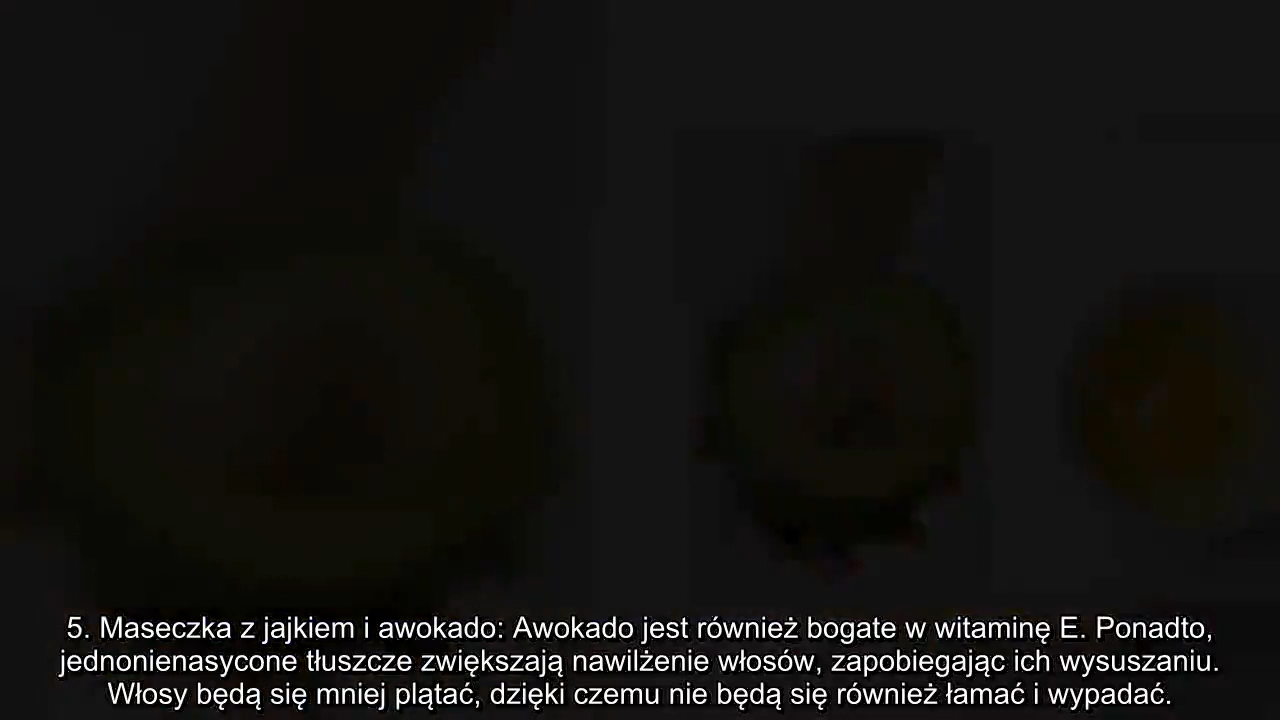 5. Maseczka z jajkiem i awokado: Awokado jest również bogate w witaminę E. Ponadto,
jednonienasycone tłuszcze zwiększają nawilżenie włosów, zapobiegając ich wysuszaniu.
Włosy będą się mniej plątać, dzięki czemu nie będą się również łamać i wypadać.